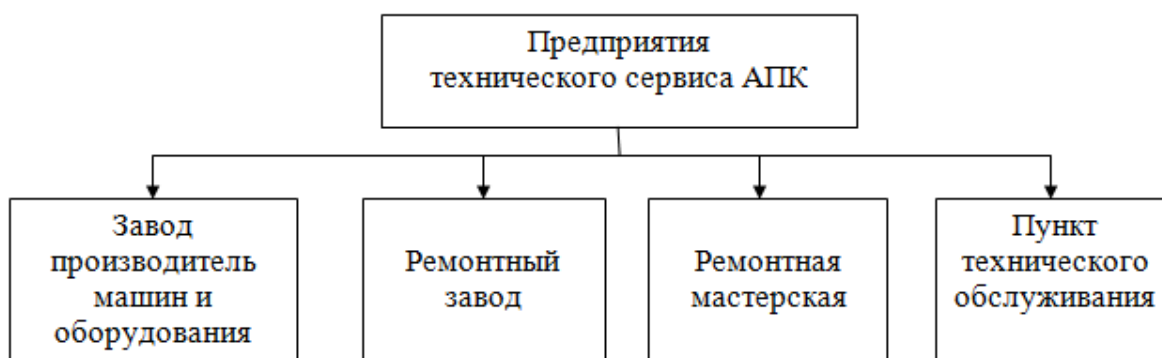 Предприятия
технического сервиса АПК
Завод
производитель
машин и
оборудования
Ремонтный
завод
Ремонтная
мастерская
Пункт
технического
обслуживания